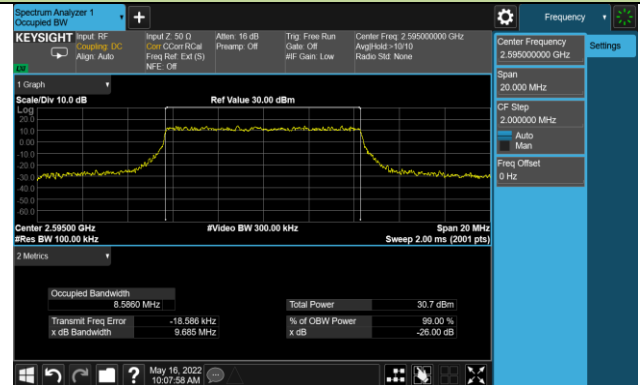 Spectrum Analyzer 1
Occupied BW
Frequency
KEYSIGHT
Input: RF
Coupling: DC
Align: Auto
Input Z: 50 Ω
Corr CCorr RCal
Freq Ref: Ext (S)
NFE: Off
Atten: 16 dB
Preamp: Off
Trig: Free Run
Gate: Off
#IF Gain: Low
Center Freq: 2.595000000 GHz
Avg|Hold:>10/10
Radio Std: None
Center Frequency
2.595000000 GHz
Settings
Span
20.000 MHz
CF Step
2.000000 MHz
Auto
Man
Freq Offset
0 Hz
1 Graph
Scale/Div 10.0 dB
Ref Value 30.00 dBm
Log
20.0
10.0
0.00
-10.0
-20.0
-30.0
-40.0
-50.0
-60.0
Center 2.59500 GHz
#Video BW 300.00 kHz
Span 20 MHz
#Res BW 100.00 kHz
Sweep 2.00 ms (2001 pts)
2 Metrics
Occupied Bandwidth
8.5860 MHz
Total Power 30.7 dBm
Transmit Freq Error -18.586 kHz
% of OBW Power 99.00 %
x dB Bandwidth 9.685 MHz
x dB -26.00 dB
May 16, 2022
10:07:58 AM